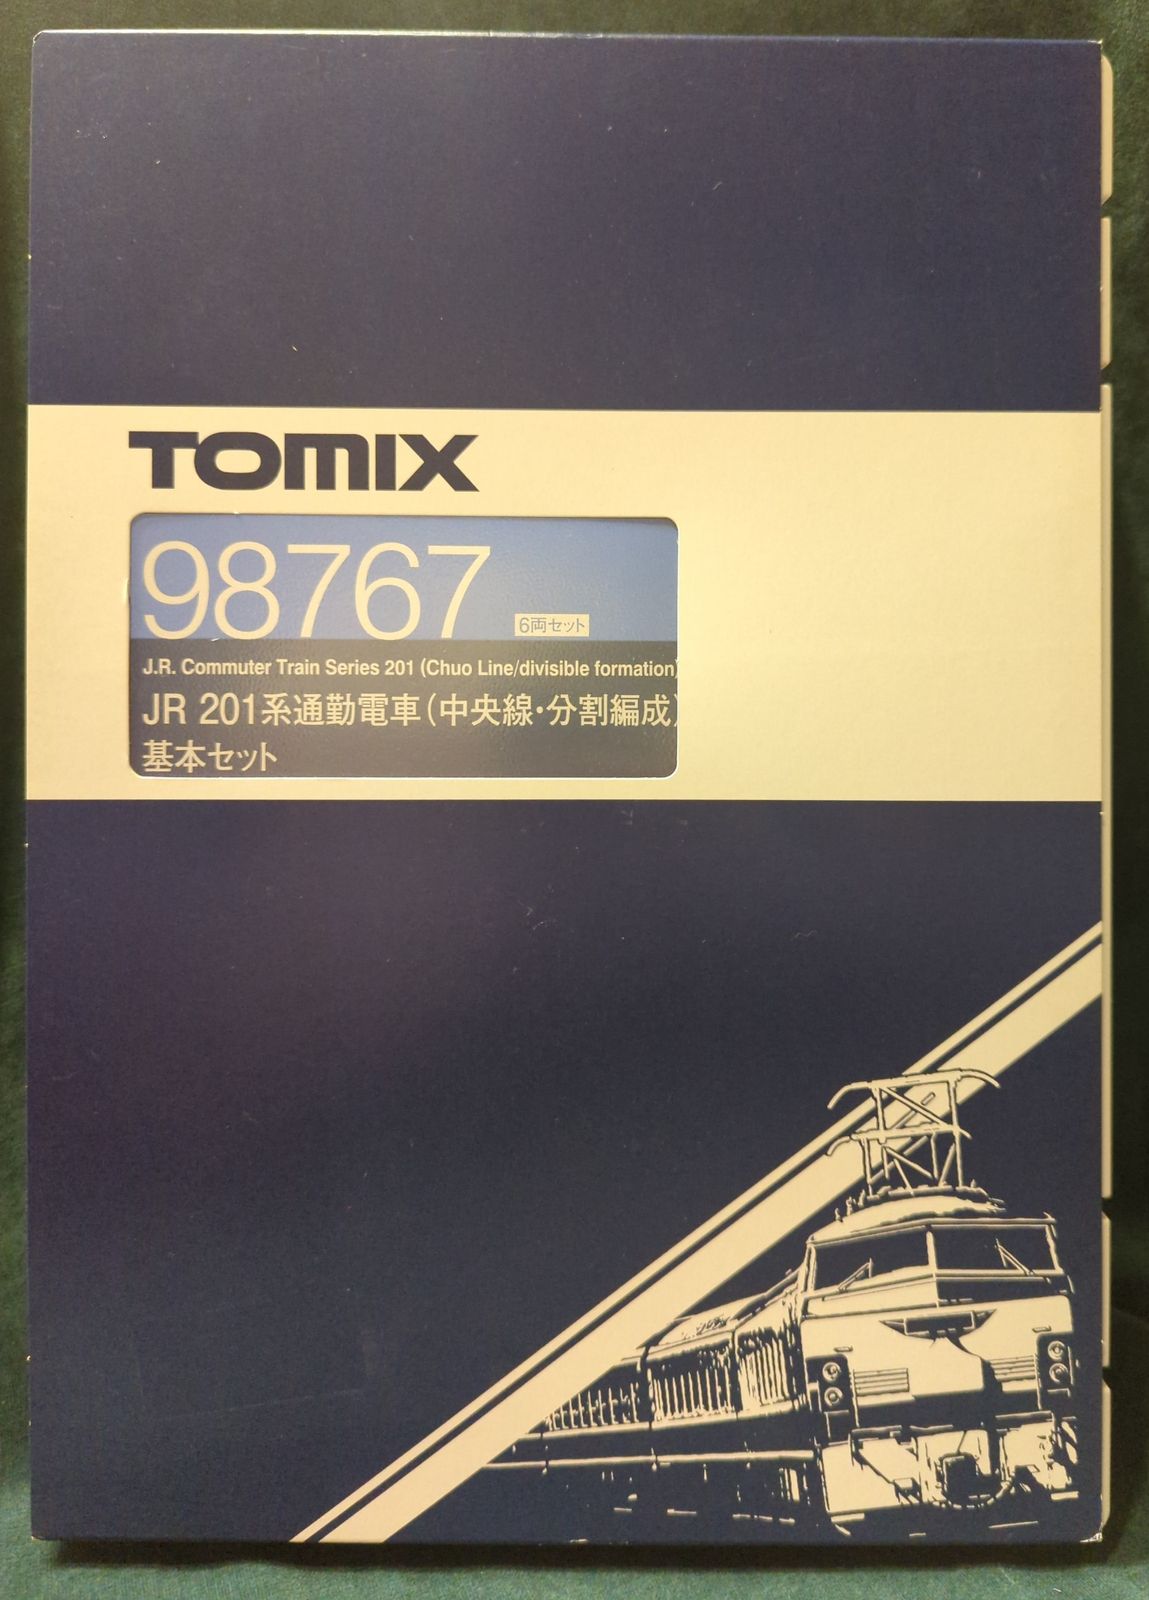 TOMIX
98767 6両セット
J.R. Commuter Train Series 201 (Chuo Line/divisible formation)
JR 201系通勤電車(中央線・分割編成)
基本セット